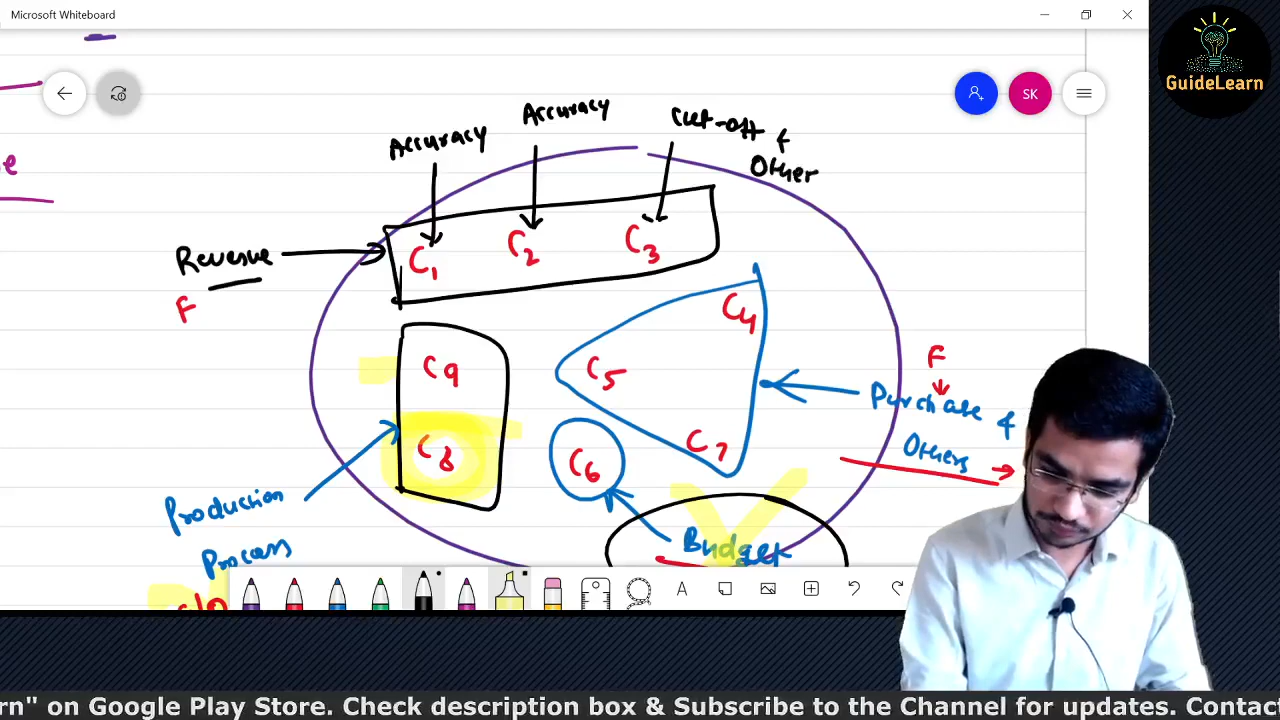 Microsoft Whiteboard
GuideLearn
SK
Accuracy
Accuracy
Cut-off &
Other
Revenue
F
C1
C2
C3
C4
C9
C5
F
Purchase &
Others
C8
C7
C6
Production
Process
Budget
A
rn" on Google Play Store. Check description box & Subscribe to the Channel for updates. Contact